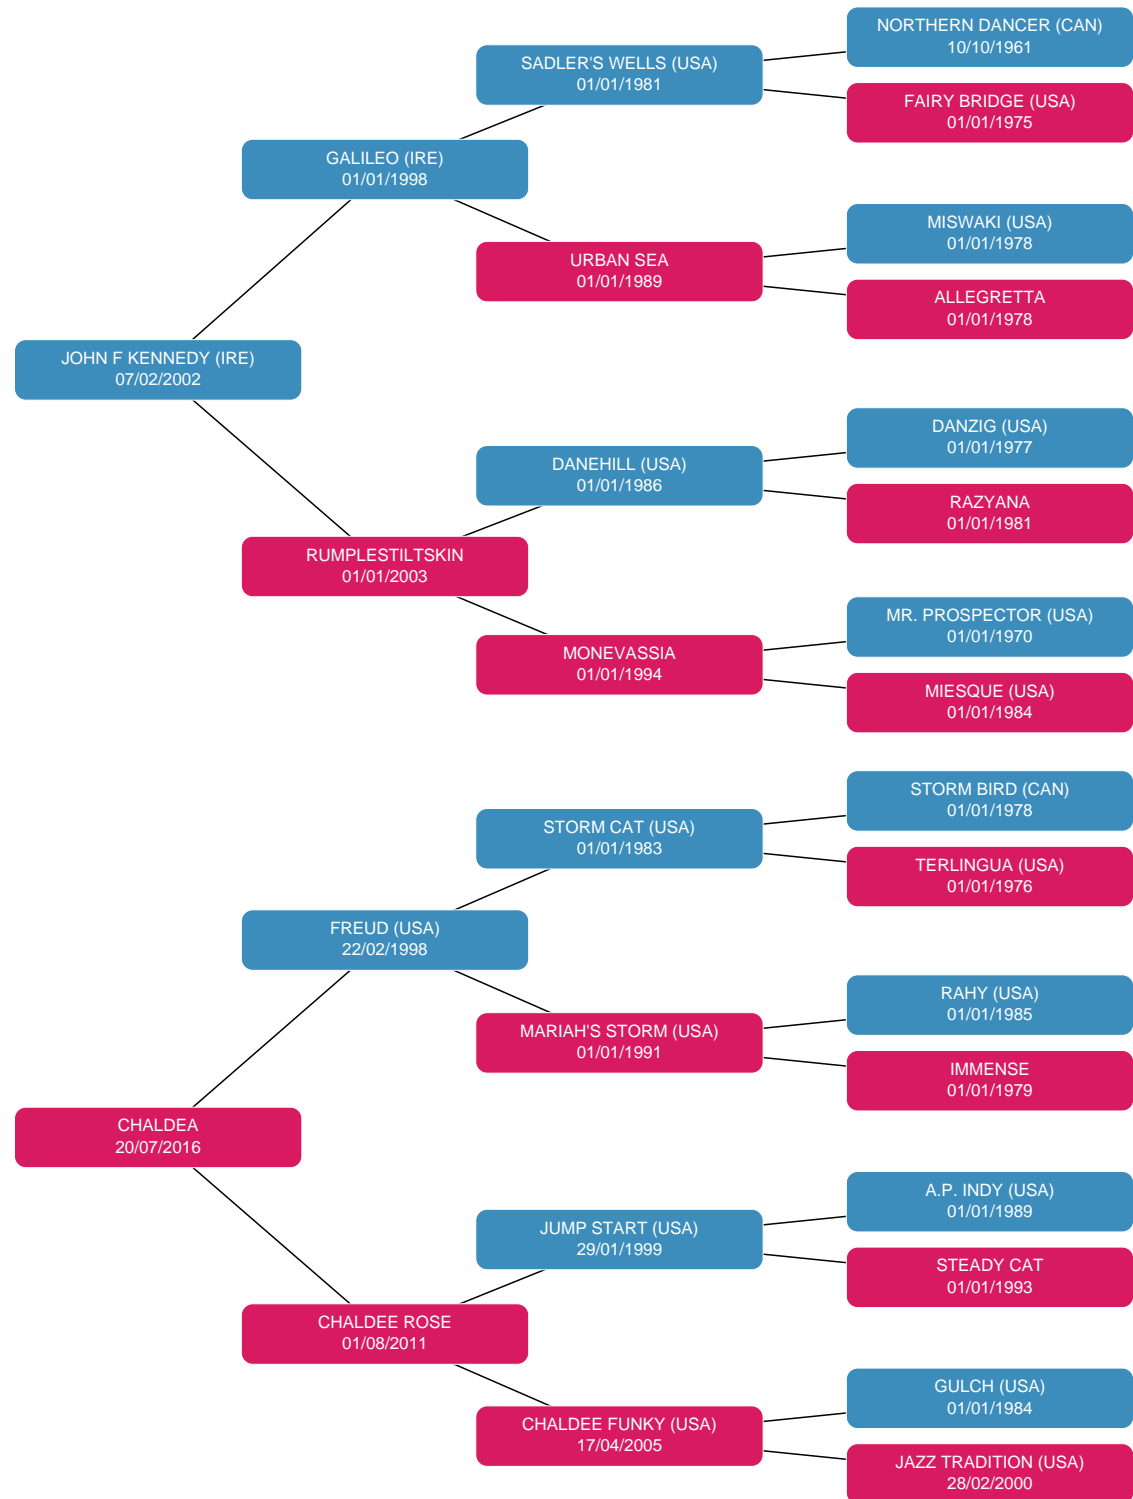 NORTHERN DANCER (CAN)
10/10/1961
SADLER'S WELLS (USA)
01/01/1981
FAIRY BRIDGE (USA)
01/01/1975
GALILEO (IRE)
01/01/1998
MISWAKI (USA)
01/01/1978
URBAN SEA
01/01/1989
ALLEGRETTA
01/01/1978
JOHN F KENNEDY (IRE)
07/02/2002
DANZIG (USA)
01/01/1977
DANEHILL (USA)
01/01/1986
RAZYANA
01/01/1981
RUMPLESTILTSKIN
01/01/2003
MR. PROSPECTOR (USA)
01/01/1970
MONEVASSIA
01/01/1994
MIESQUE (USA)
01/01/1984
STORM BIRD (CAN)
01/01/1978
STORM CAT (USA)
01/01/1983
TERLINGUA (USA)
01/01/1976
FREUD (USA)
22/02/1998
RAHY (USA)
01/01/1985
MARIAH'S STORM (USA)
01/01/1991
IMMENSE
01/01/1979
CHALDEA
20/07/2016
A.P. INDY (USA)
01/01/1989
JUMP START (USA)
29/01/1999
STEADY CAT
01/01/1993
CHALDEE ROSE
01/08/2011
GULCH (USA)
01/01/1984
CHALDEE FUNKY (USA)
17/04/2005
JAZZ TRADITION (USA)
28/02/2000